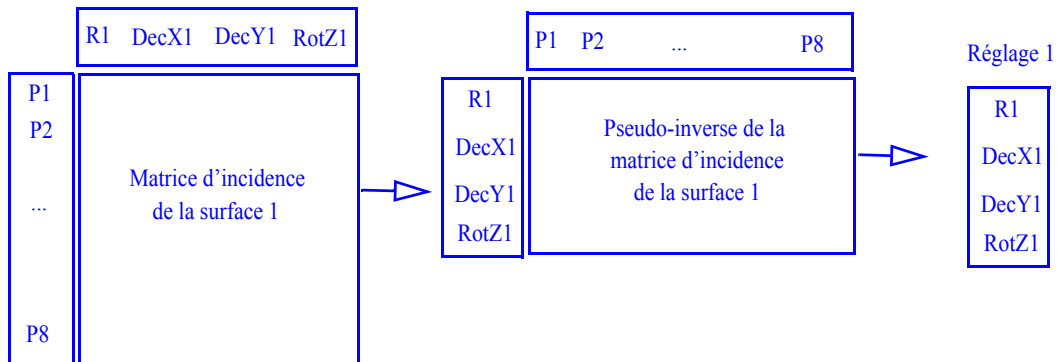 R1 DecX1 DecY1 RotZ1
P1
P2
...
P8
Matrice d’incidence
de la surface 1
P1 P2 ... P8
R1
DecX1
DecY1
RotZ1
Pseudo-inverse de la
matrice d’incidence
de la surface 1
Réglage 1
R1
DecX1
DecY1
RotZ1